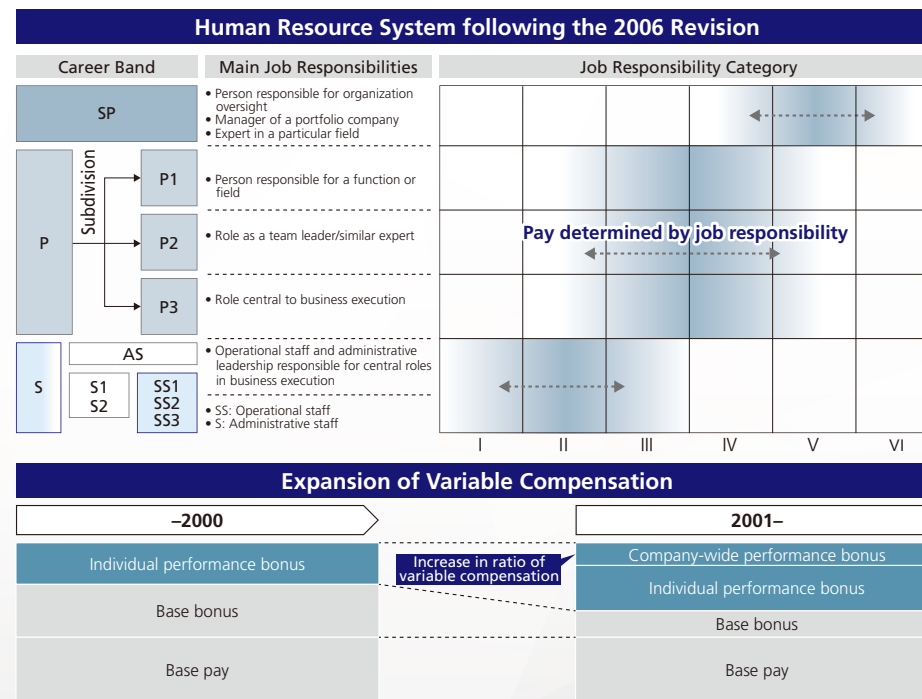 Human Resource System following the 2006 Revision
Career Band
Main Job Responsibilities
Job Responsibility Category
SP
• Person responsible for organization
oversight
• Manager of a portfolio company
• Expert in a particular field
P
Subdivision
P1
• Person responsible for a function or
field
P2
• Role as a team leader/similar expert
Pay determined by job responsibility
P3
• Role central to business execution
S
AS
• Operational staff and administrative
leadership responsible for central roles
in business execution
S1
S2
SS1
SS2
SS3
• SS: Operational staff
• S: Administrative staff
I
II
III
IV
V
VI
Expansion of Variable Compensation
–2000
2001–
Individual performance bonus
Base bonus
Base pay
Increase in ratio of
variable compensation
Company-wide performance bonus
Individual performance bonus
Base bonus
Base pay